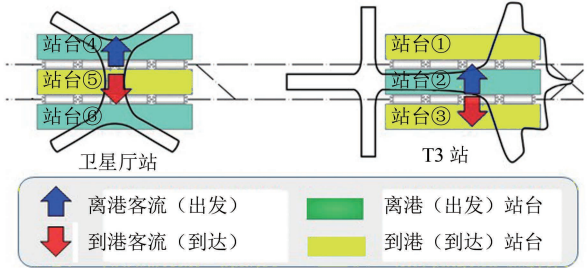 站台④
站台⑤
站台⑥
卫星厅站
站台①
站台②
站台③
T3 站
离港客流（出发）
离港（出发）站台
到港客流（到达）
到港（到达）站台